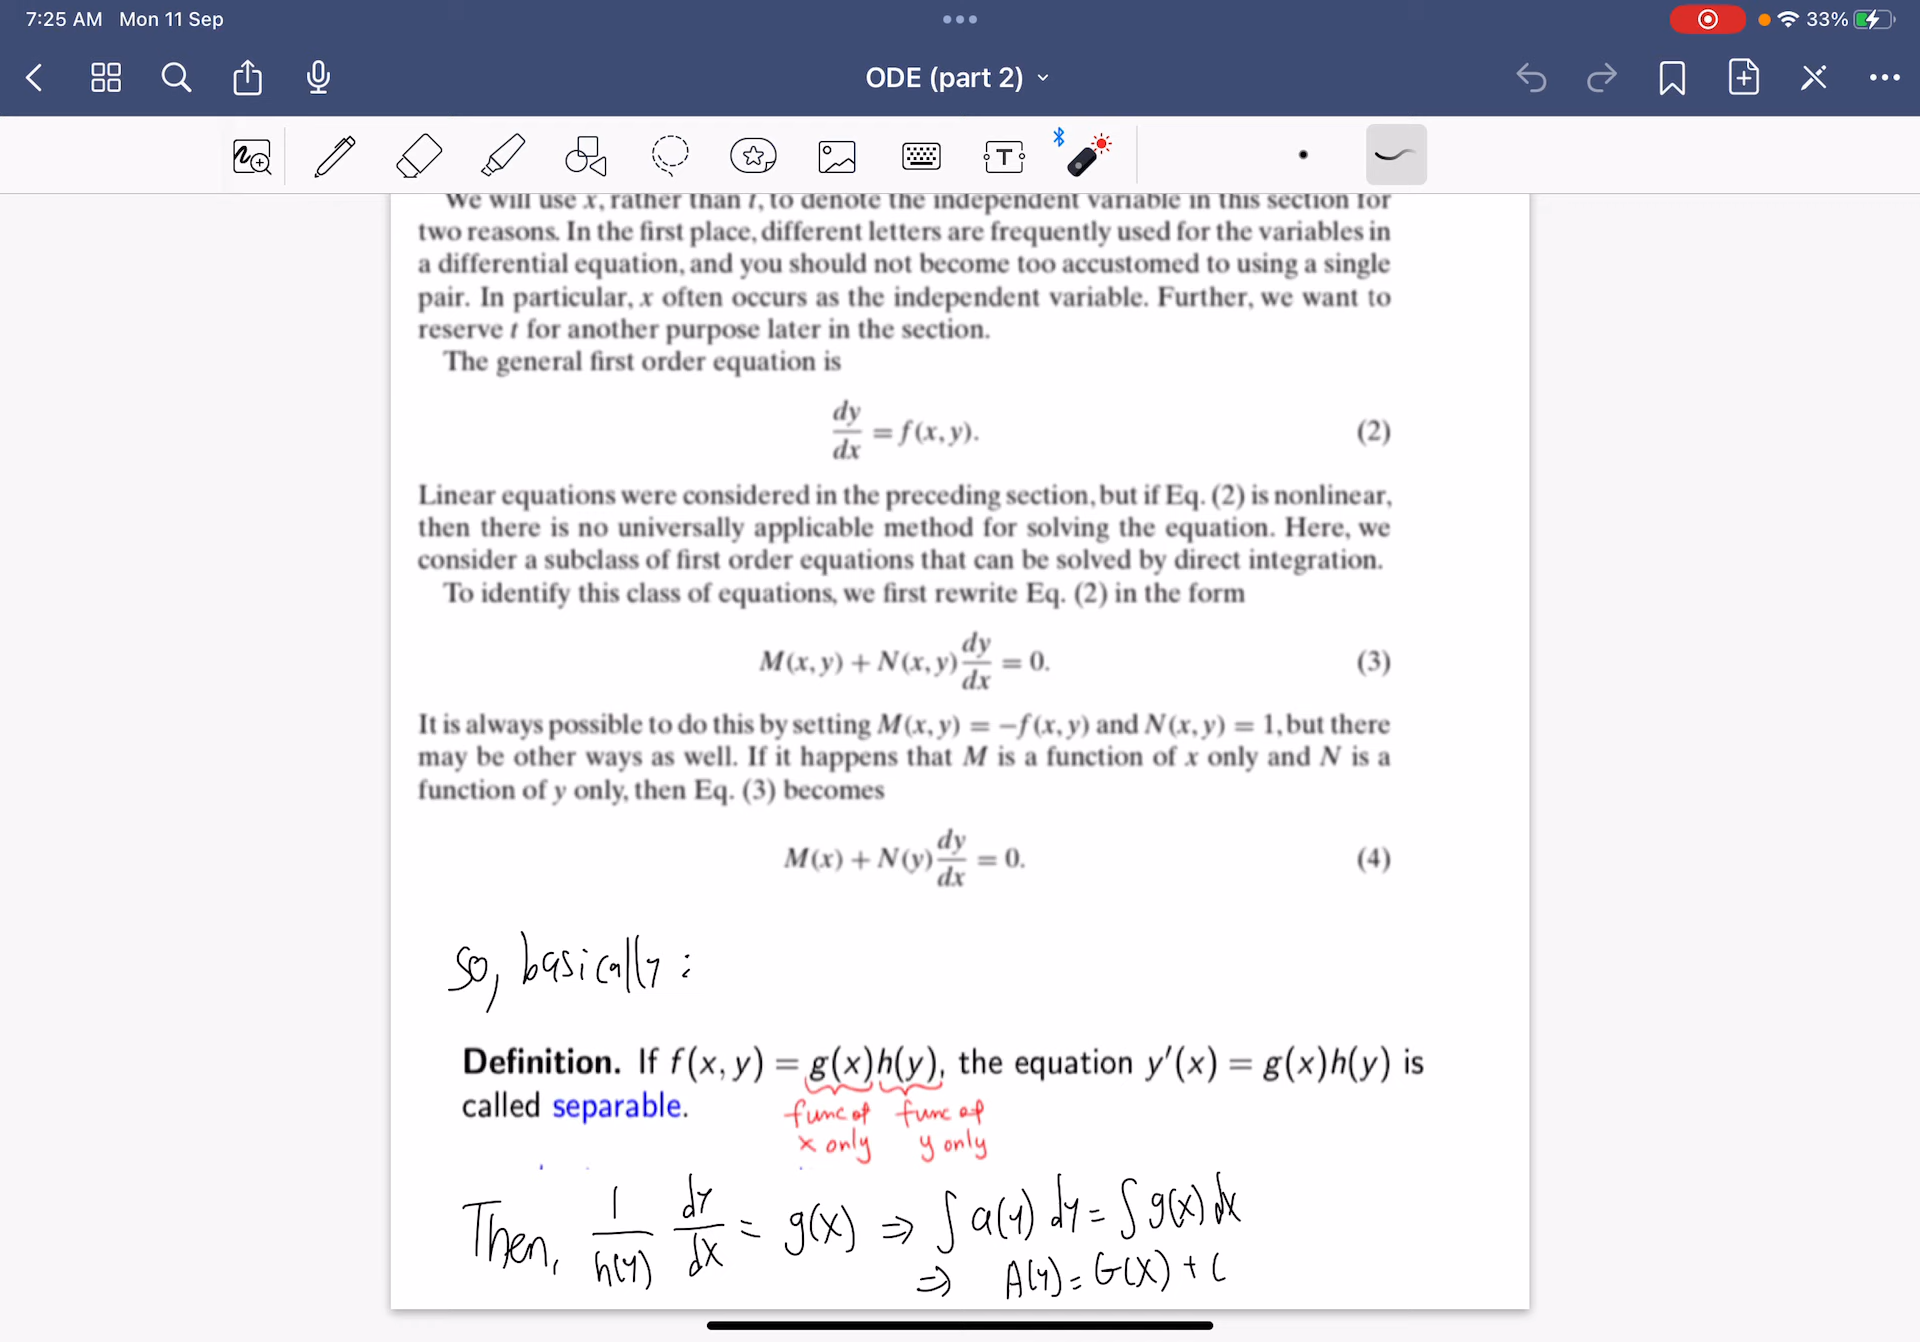 7:25 AM Mon 11 Sep
33%
ODE (part 2)
T
We will use x, rather than t, to denote the independent variable in this section for
two reasons. In the first place, different letters are frequently used for the variables in
a differential equation, and you should not become too accustomed to using a single
pair. In particular, x often occurs as the independent variable. Further, we want to
reserve t for another purpose later in the section.
The general first order equation is
dy/dx = f(x, y). (2)
Linear equations were considered in the preceding section, but if Eq. (2) is nonlinear,
then there is no universally applicable method for solving the equation. Here, we
consider a subclass of first order equations that can be solved by direct integration.
To identify this class of equations, we first rewrite Eq. (2) in the form
M(x, y) + N(x, y) dy/dx = 0. (3)
It is always possible to do this by setting M(x, y) = −f(x, y) and N(x, y) = 1, but there
may be other ways as well. If it happens that M is a function of x only and N is a
function of y only, then Eq. (3) becomes
M(x) + N(y) dy/dx = 0. (4)
So, basically :
Definition. If f(x, y) = g(x)h(y), the equation y′(x) = g(x)h(y) is
called separable.
func of func of
x only y only
Then, 1/h(y) dy/dx = g(x) ⇒ ∫ a(y) dy = ∫ g(x) dx
⇒ A(y) = G(x) + C